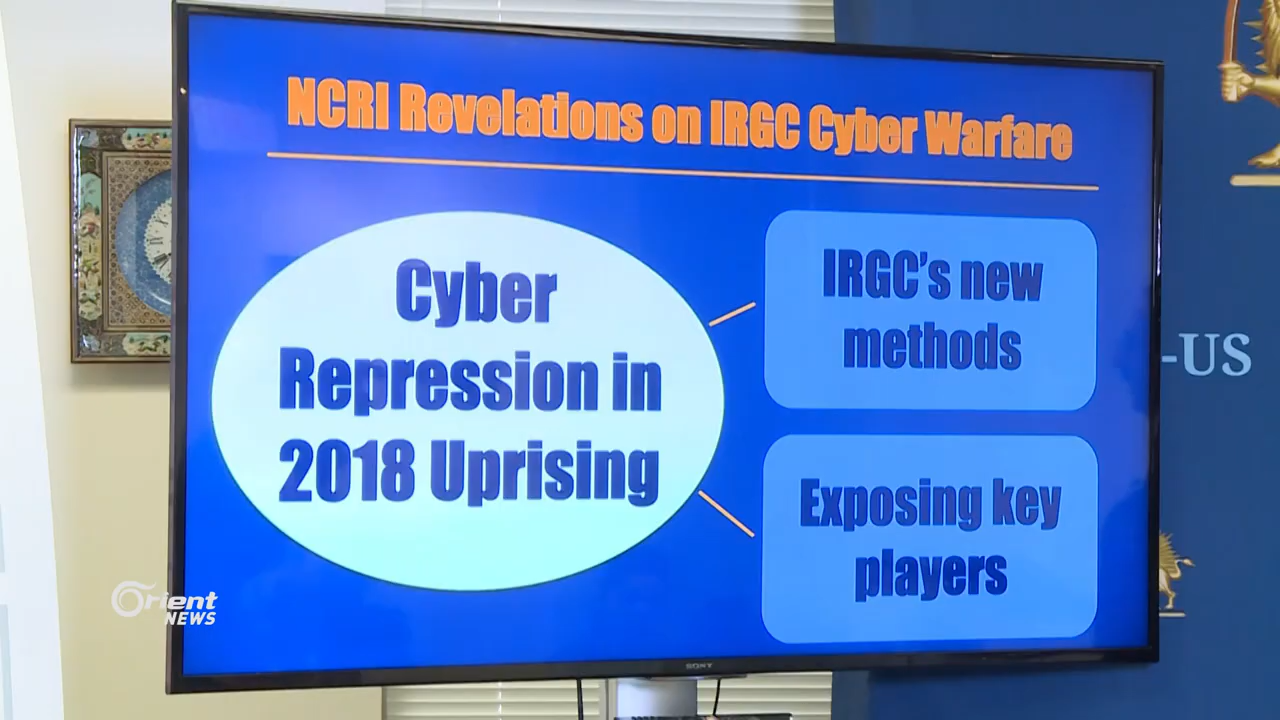 NCRI Revelations on IRGC Cyber Warfare
Cyber
Repression in
2018 Uprising
IRGC's new
methods
Exposing key
players
-US
Orient
NEWS
SONY